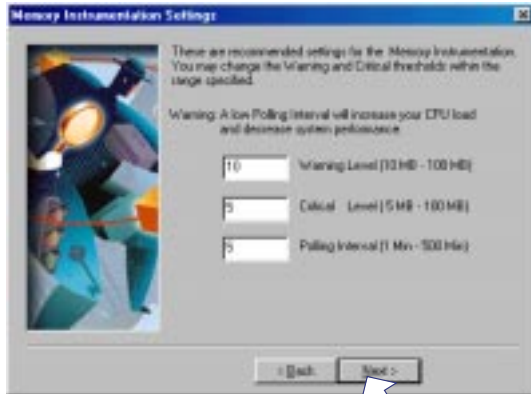 Memory Instrumentation Settings
These are recommended settings for the Memory Instrumentation.
You may change the Warning and Critical thresholds within the
range specified.
Warning: A low Polling Interval will increase your CPU load
and decrease system performance
10 Warning Level (10 MB - 100 MB)
5 Critical Level (5 MB - 100 MB)
5 Polling Interval (1 Min - 500 Min)
< Back Next >